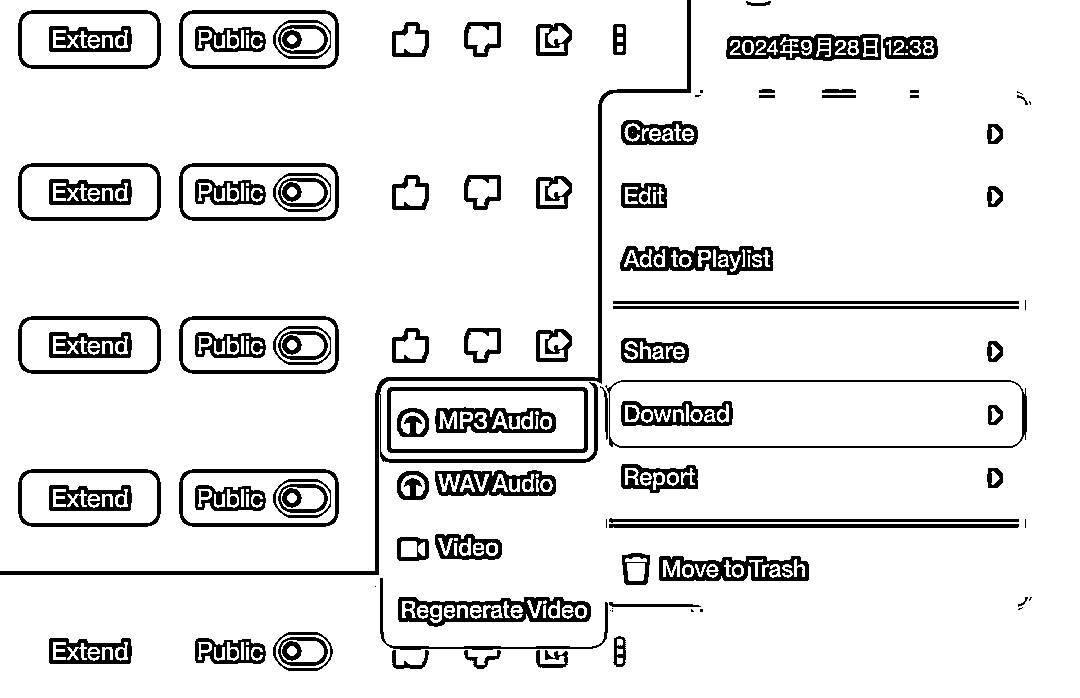 Extend Public
2024年9月28日 12:38
Create
Extend Public
Edit
Add to Playlist
Extend Public
Share
MP3 Audio
Download
WAV Audio
Report
Extend Public
Video
Move to Trash
Regenerate Video
Extend Public